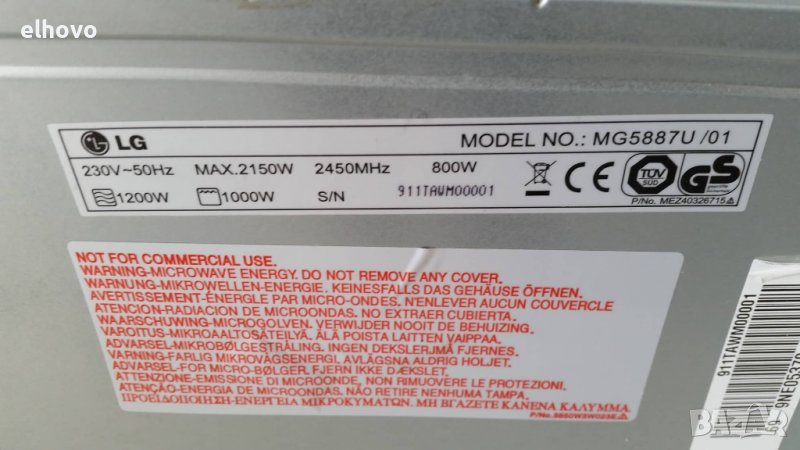 elhovo
LG MODEL NO.: MG5887U /01
230V~50Hz MAX.2150W 2450MHz 800W
1200W 1000W S/N 911TAWM00001
TÜV
SÜD
GS
P/No. MEZ40326715
NOT FOR COMMERCIAL USE.
WARNING-MICROWAVE ENERGY. DO NOT REMOVE ANY COVER.
WARNUNG-MIKROWELLEN-ENERGIE. KEINESFALLS DAS GEHÄUSE ÖFFNEN.
AVERTISSEMENT-ÉNERGLE PAR MICRO-ONDES. N'ENLEVER AUCUN COUVERCLE
ATENCION-RADIACION DE MICROONDAS. NO EXTRAER CUBIERTA.
WAARSCHUWING-MICROGOLVEN. VERWIJDER NOOIT DE BEHUIZING.
VAROITUS-MIKROAALTOSÄTEILYÄ. ÄLÄ POISTA LAITTEN VAIPPAA.
ADVARSEL-MIKROBØLGESTRÅLING. INGEN DEKSLERJMÅ FJERNES.
VARNING-FARLIG MIKROVÅGSENERGI. AVLÄGSNA ALDRIG HOLJET.
ADVARSEL-FOR MICRO-BØLGER. FJERN IKKE DÆKSLET.
ATTENZIONE-EMISSIONE DI MICROONDE, NON RIMUOVERE LE PROTEZIONI.
ATENÇÃO-ENERGIA DE MICROONDAS. NÃO RETIRE NENHUMA TAMPA.
ΠΡΟΕΙΔΟΠΟΙΗΣΗ-ΕΝΕΡΓΕΙΑ ΜΙΚΡΟΚΥΜΑΤΩΝ. ΜΗ ΒΓΑΖΕΤΕ ΚΑΝΕΝΑ ΚΑΛΥΜΜΑ.
911TAWM00001
BAZAR